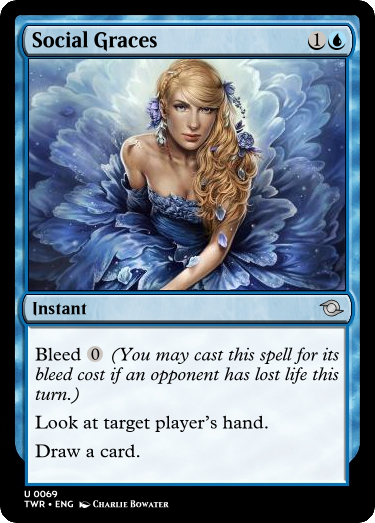 Social Graces 1
Instant
Bleed 0 (You may cast this spell for its
bleed cost if an opponent has lost life this
turn.)
Look at target player's hand.
Draw a card.
U 0069
TWR • ENG Charlie Bowater